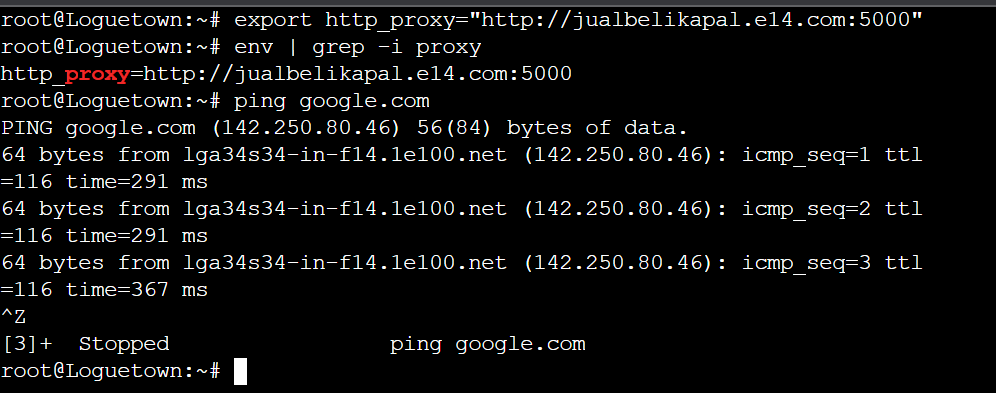 root@Loguetown:~# export http_proxy="http://jualbelikapal.e14.com:5000"
root@Loguetown:~# env | grep -i proxy
http_proxy=http://jualbelikapal.e14.com:5000
root@Loguetown:~# ping google.com
PING google.com (142.250.80.46) 56(84) bytes of data.
64 bytes from lga34s34-in-f14.1e100.net (142.250.80.46): icmp_seq=1 ttl
=116 time=291 ms
64 bytes from lga34s34-in-f14.1e100.net (142.250.80.46): icmp_seq=2 ttl
=116 time=291 ms
64 bytes from lga34s34-in-f14.1e100.net (142.250.80.46): icmp_seq=3 ttl
=116 time=367 ms
^Z
[3]+  Stopped                 ping google.com
root@Loguetown:~#